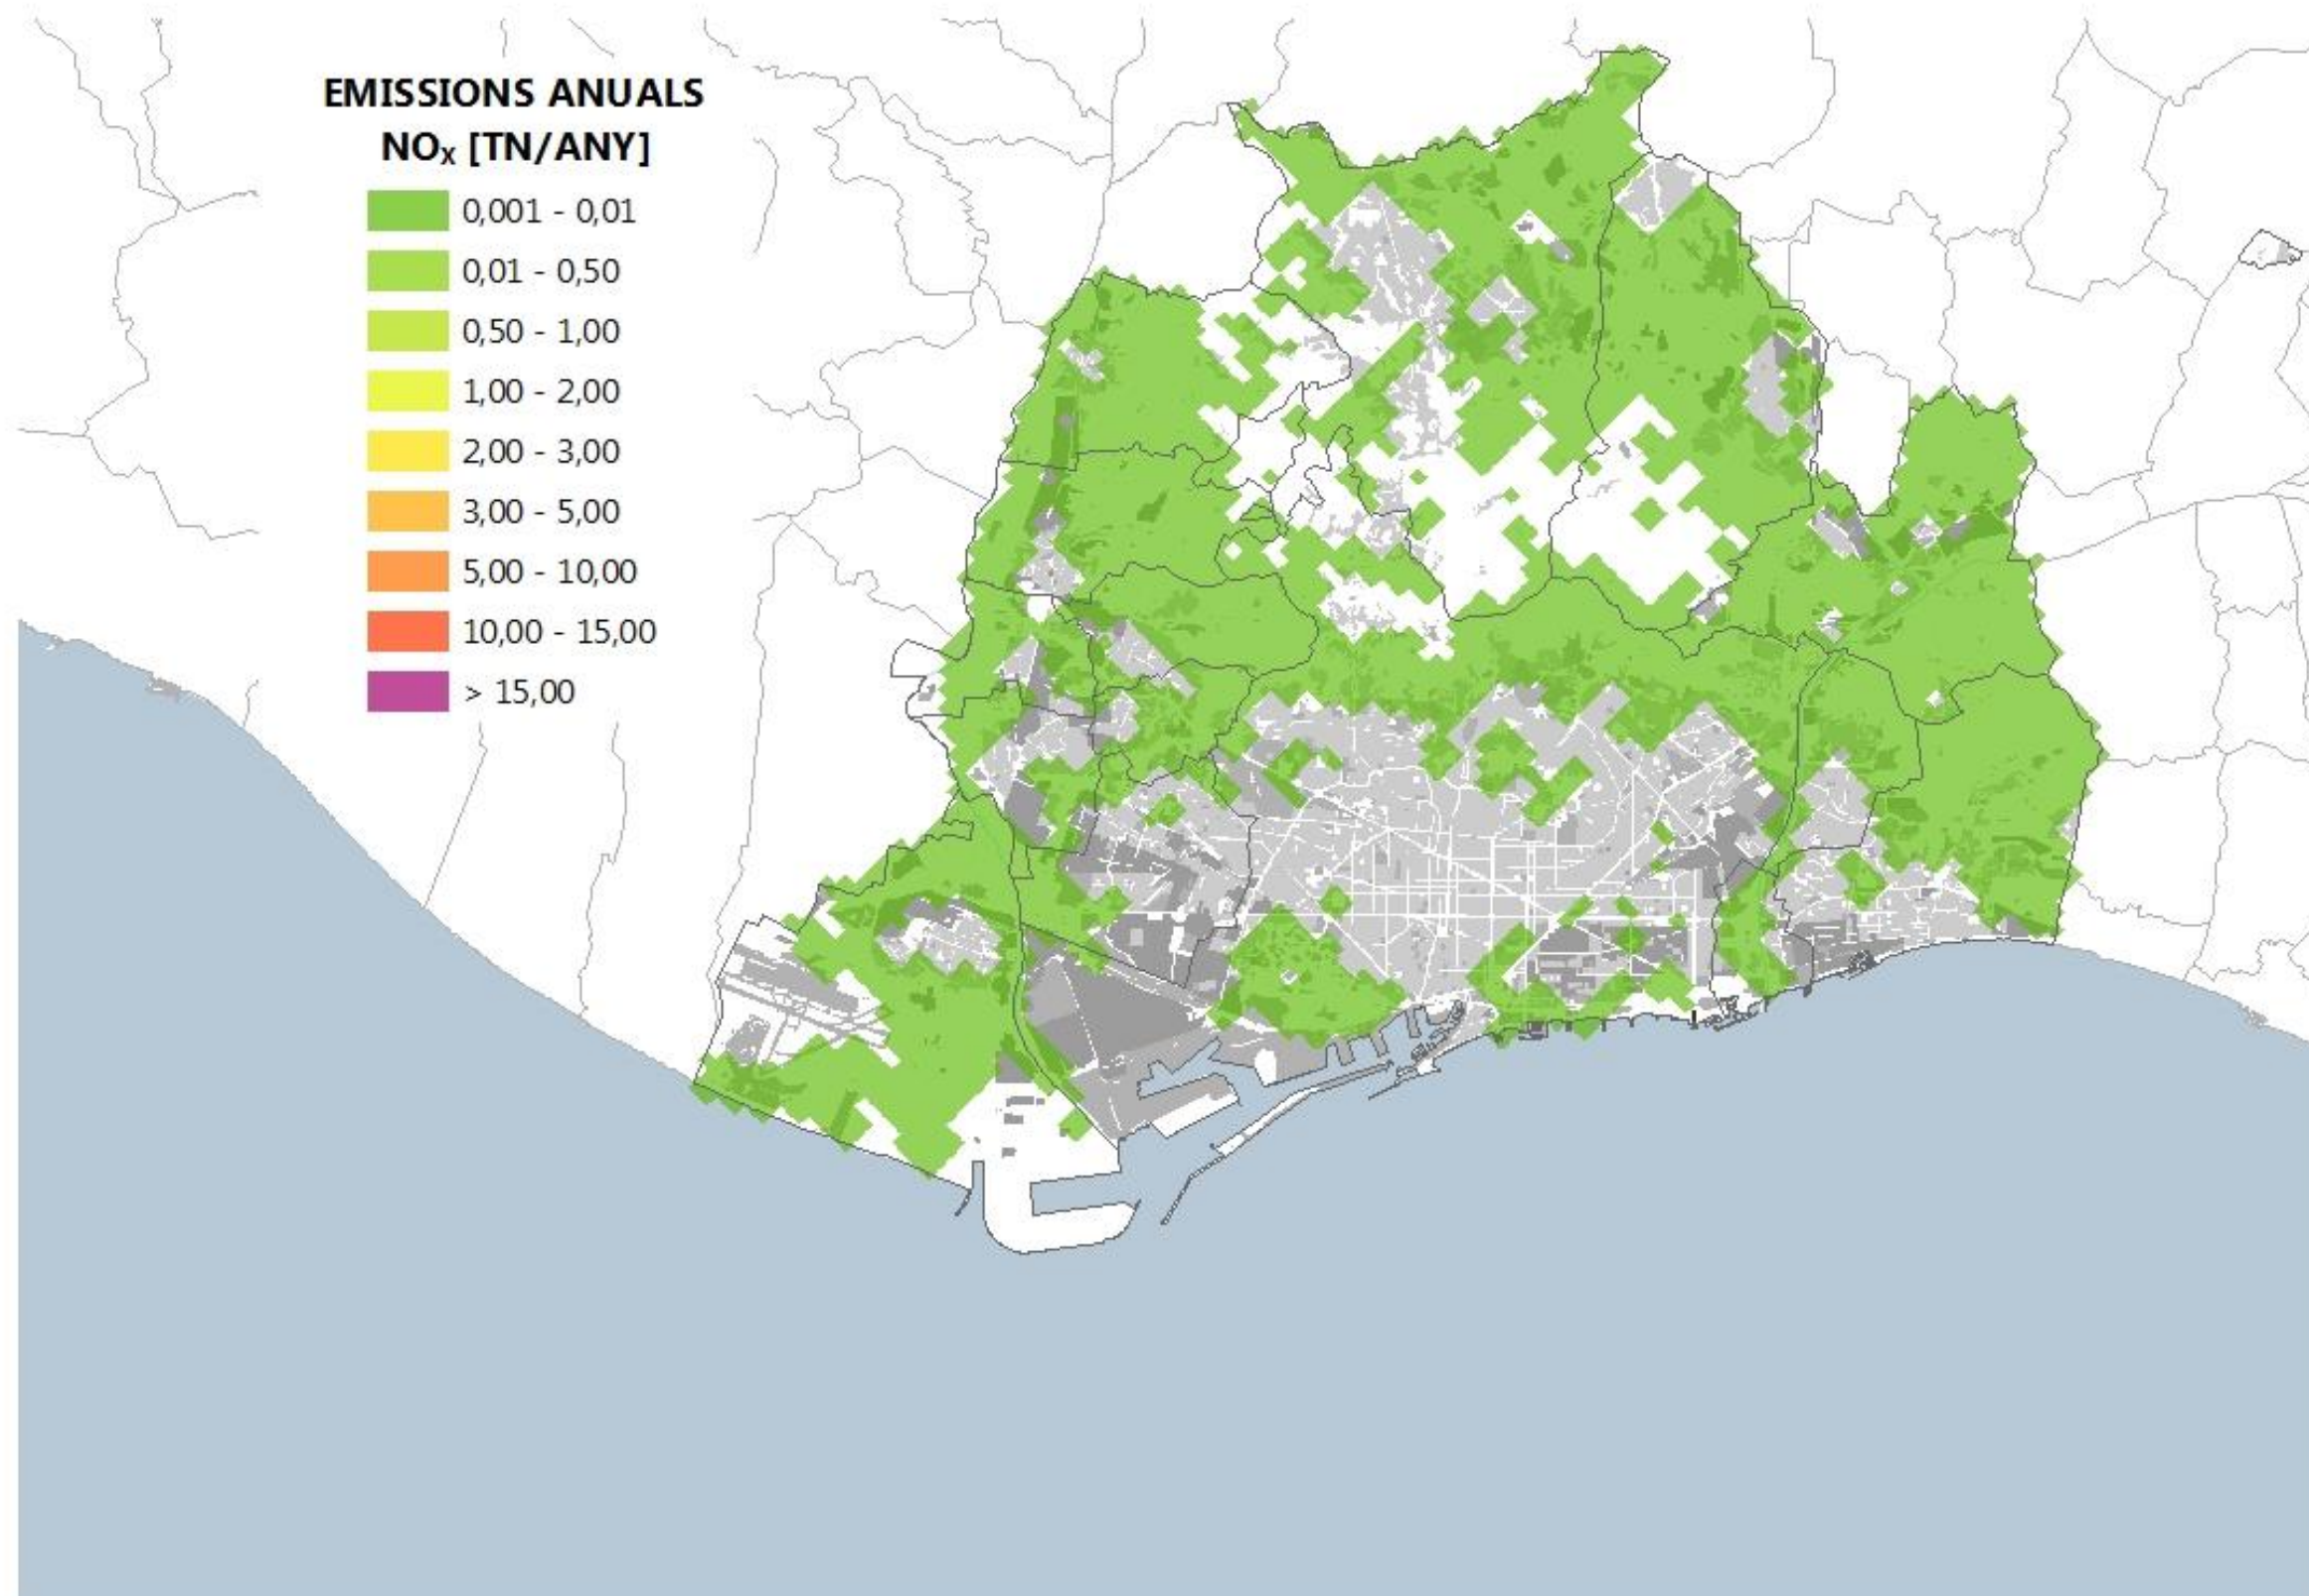 EMISSIONS ANUALS
NOₓ [TN/ANY]
0,001 - 0,01
0,01 - 0,50
0,50 - 1,00
1,00 - 2,00
2,00 - 3,00
3,00 - 5,00
5,00 - 10,00
10,00 - 15,00
> 15,00